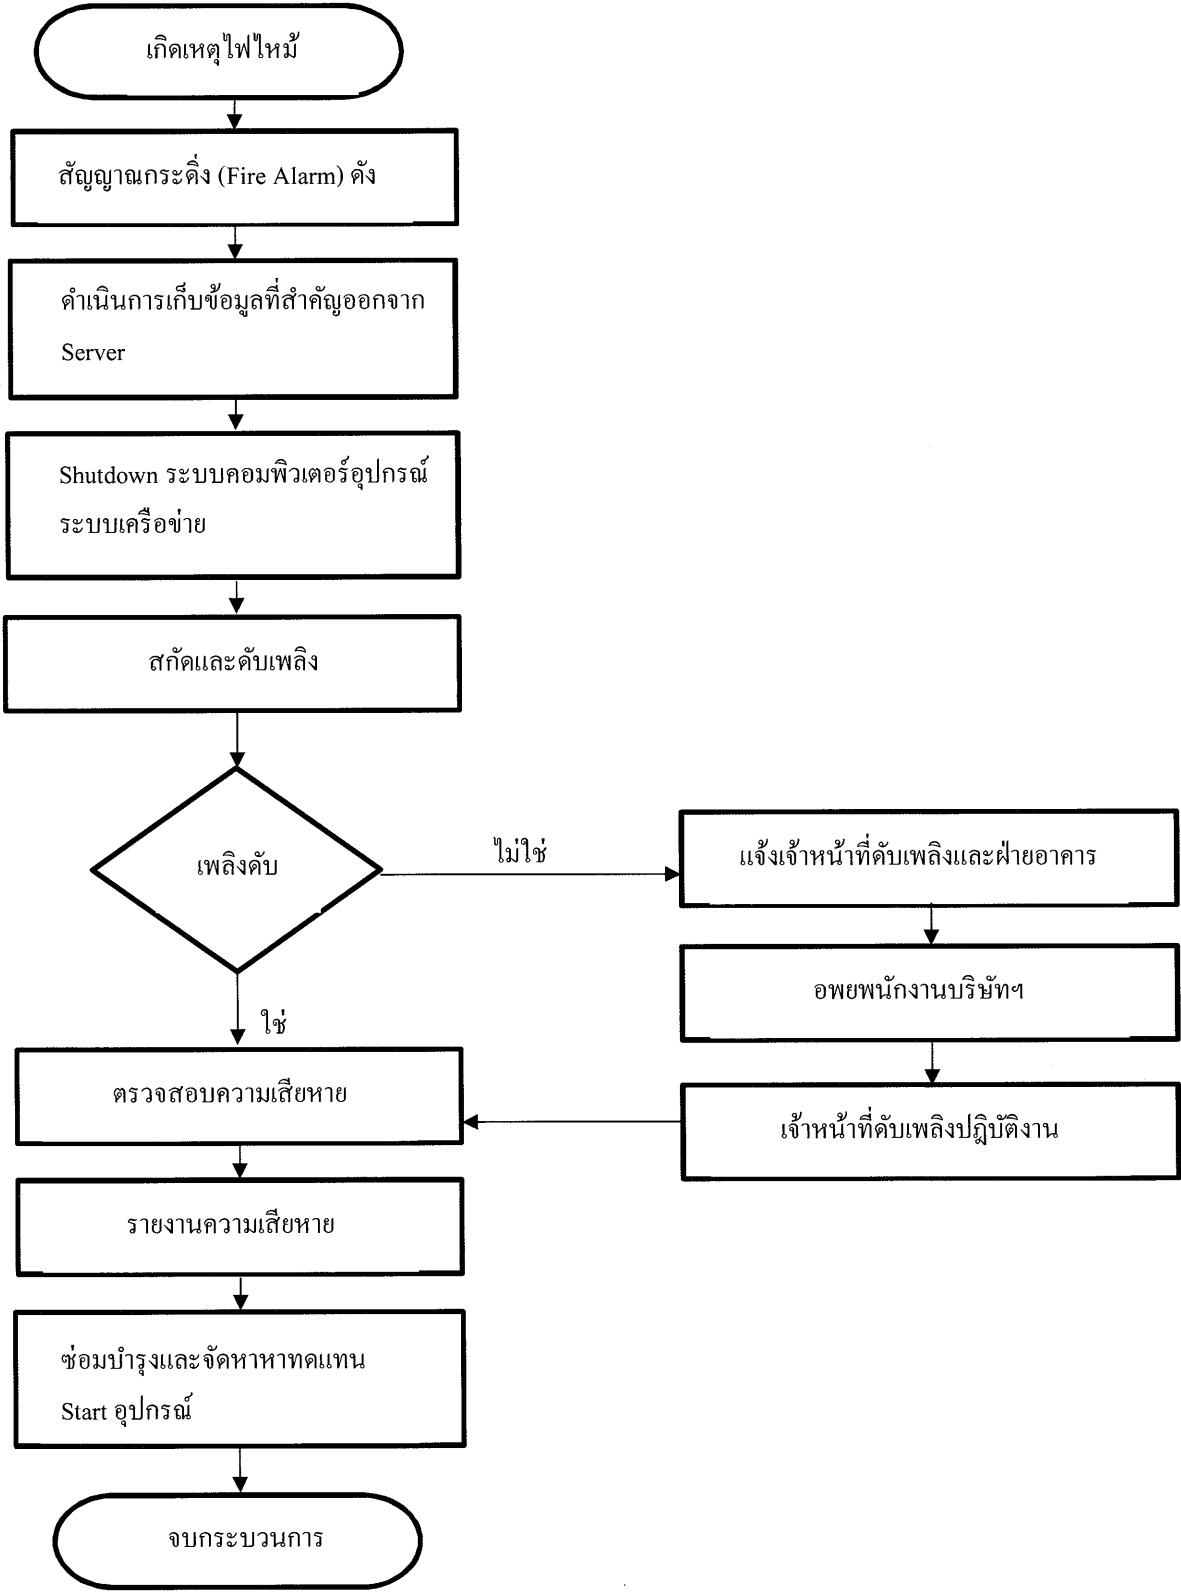 เกิดเหตุไฟไหม้
สัญญาณกระดิ่ง (Fire Alarm) ดัง
ดำเนินการเก็บข้อมูลที่สำคัญออกจาก
Server
Shutdown ระบบคอมพิวเตอร์อุปกรณ์
ระบบเครือข่าย
สกัดและดับเพลิง
เพลิงดับ
ไม่ใช่
แจ้งเจ้าหน้าที่ดับเพลิงและฝ่ายอาคาร
อพยพนักงานบริษัทฯ
เจ้าหน้าที่ดับเพลิงปฎิบัติงาน
ใช่
ตรวจสอบความเสียหาย
รายงานความเสียหาย
ซ่อมบำรุงและจัดหาหาทดแทน
Start อุปกรณ์
จบกระบวนการ